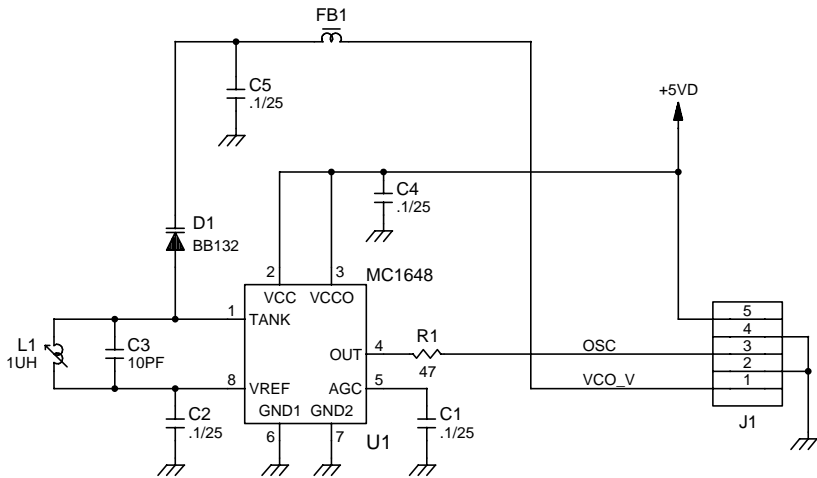 FB1
C5
.1/25
+5VD
C4
.1/25
D1
BB132
2
3
MC1648
VCC
VCCO
1
TANK
5
L1
1UH
C3
10PF
4
R1
OUT
4
47
OSC
3
2
8
VREF
AGC
5
VCO_V
1
C2
.1/25
GND1
GND2
C1
.1/25
J1
6
7
U1